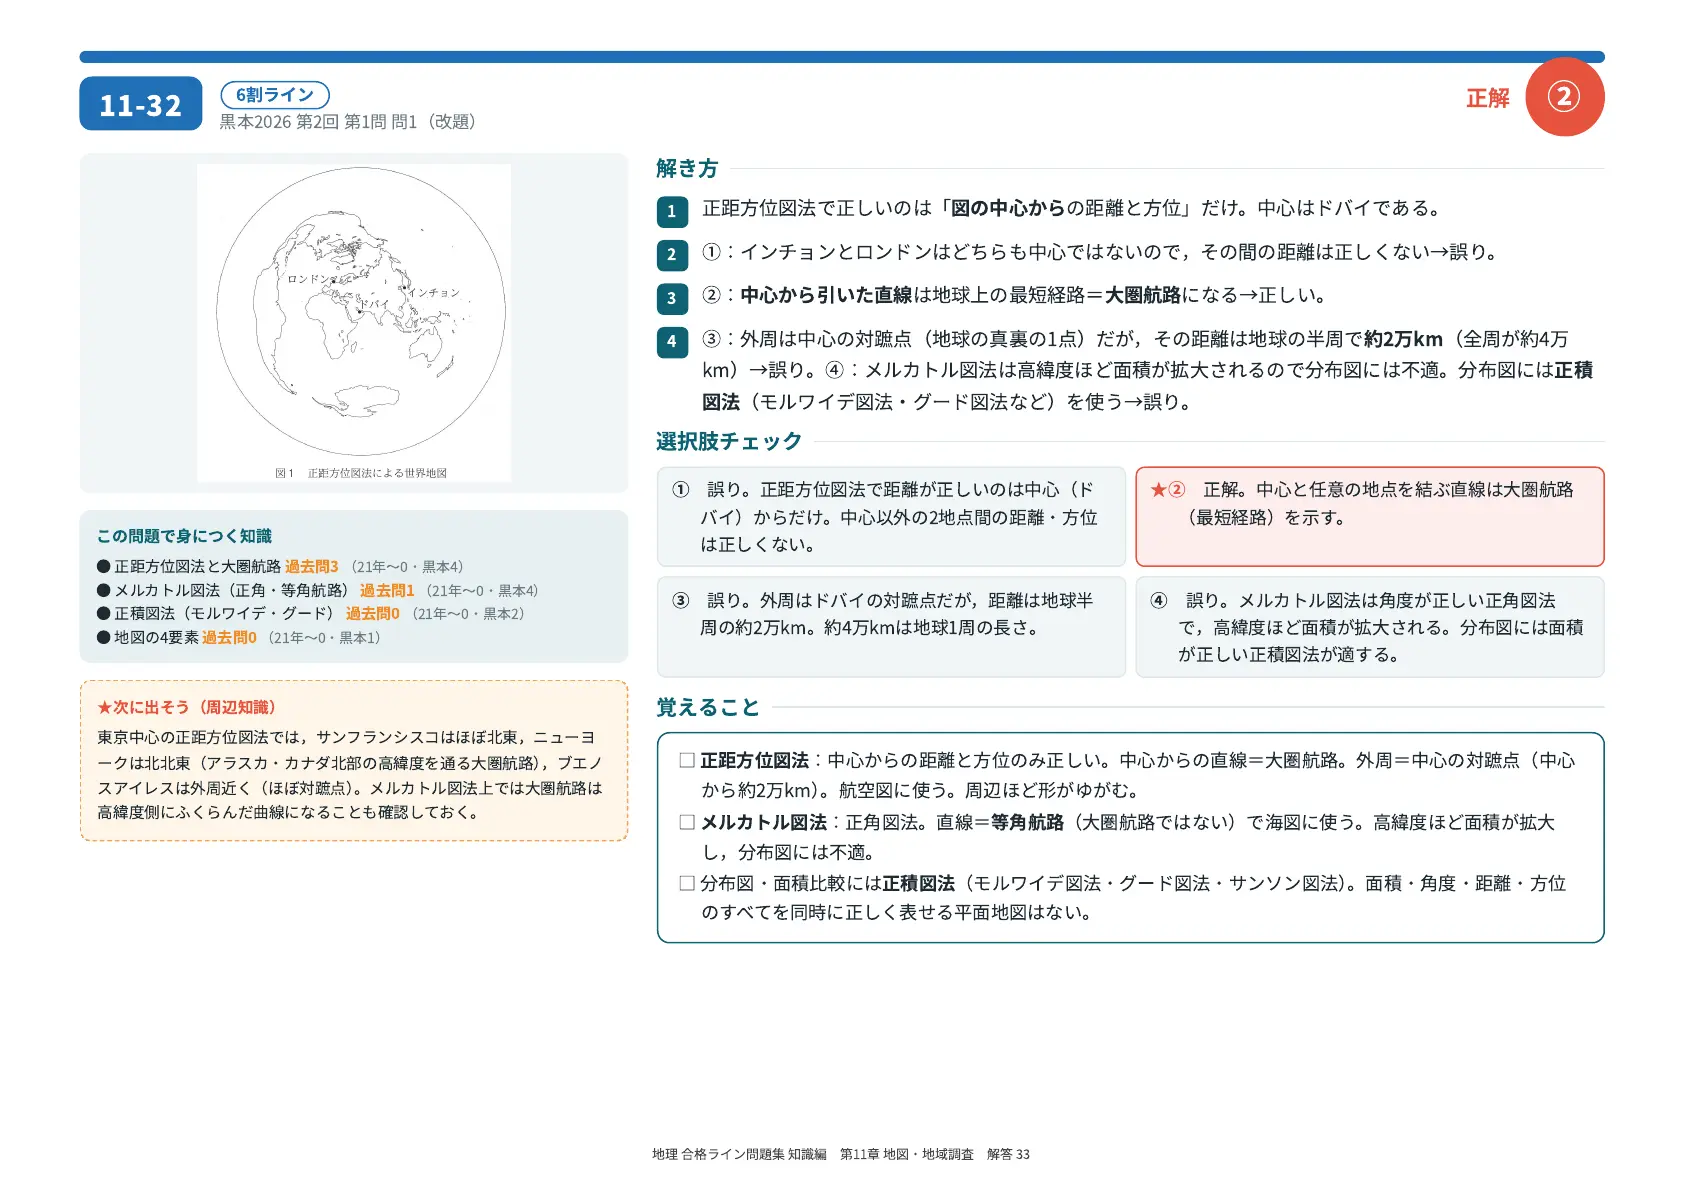 11-32
6割ライン
黒本2026 第2回 第1問 問1（改題）
正解 ②
ロンドン
インチョン
ドバイ
図1　正距方位図法による世界地図
この問題で身につく知識
● 正距方位図法と大圏航路 過去問3 （21年〜0・黒本4）
● メルカトル図法（正角・等角航路） 過去問1 （21年〜0・黒本4）
● 正積図法（モルワイデ・グード） 過去問0 （21年〜0・黒本2）
● 地図の4要素 過去問0 （21年〜0・黒本1）
★次に出そう（周辺知識）
東京中心の正距方位図法では，サンフランシスコはほぼ北東，ニューヨ
ークは北北東（アラスカ・カナダ北部の高緯度を通る大圏航路），ブエノ
スアイレスは外周近く（ほぼ対蹠点）。メルカトル図法上では大圏航路は
高緯度側にふくらんだ曲線になることも確認しておく。
解き方
1 正距方位図法で正しいのは「図の中心からの距離と方位」だけ。中心はドバイである。
2 ①：インチョンとロンドンはどちらも中心ではないので，その間の距離は正しくない→誤り。
3 ②：中心から引いた直線は地球上の最短経路＝大圏航路になる→正しい。
4 ③：外周は中心の対蹠点（地球の真裏の1点）だが，その距離は地球の半周で約2万km（全周が約4万
km）→誤り。④：メルカトル図法は高緯度ほど面積が拡大されるので分布図には不適。分布図には正積
図法（モルワイデ図法・グード図法など）を使う→誤り。
選択肢チェック
① 誤り。正距方位図法で距離が正しいのは中心（ド
バイ）からだけ。中心以外の2地点間の距離・方位
は正しくない。
★② 正解。中心と任意の地点を結ぶ直線は大圏航路
（最短経路）を示す。
③ 誤り。外周はドバイの対蹠点だが，距離は地球半
周の約2万km。約4万kmは地球1周の長さ。
④ 誤り。メルカトル図法は角度が正しい正角図法
で，高緯度ほど面積が拡大される。分布図には面積
が正しい正積図法が適する。
覚えること
□ 正距方位図法：中心からの距離と方位のみ正しい。中心からの直線＝大圏航路。外周＝中心の対蹠点（中心
から約2万km）。航空図に使う。周辺ほど形がゆがむ。
□ メルカトル図法：正角図法。直線＝等角航路（大圏航路ではない）で海図に使う。高緯度ほど面積が拡大
し，分布図には不適。
□ 分布図・面積比較には正積図法（モルワイデ図法・グード図法・サンソン図法）。面積・角度・距離・方位
のすべてを同時に正しく表せる平面地図はない。
地理 合格ライン問題集 知識編　第11章 地図・地域調査　解答 33